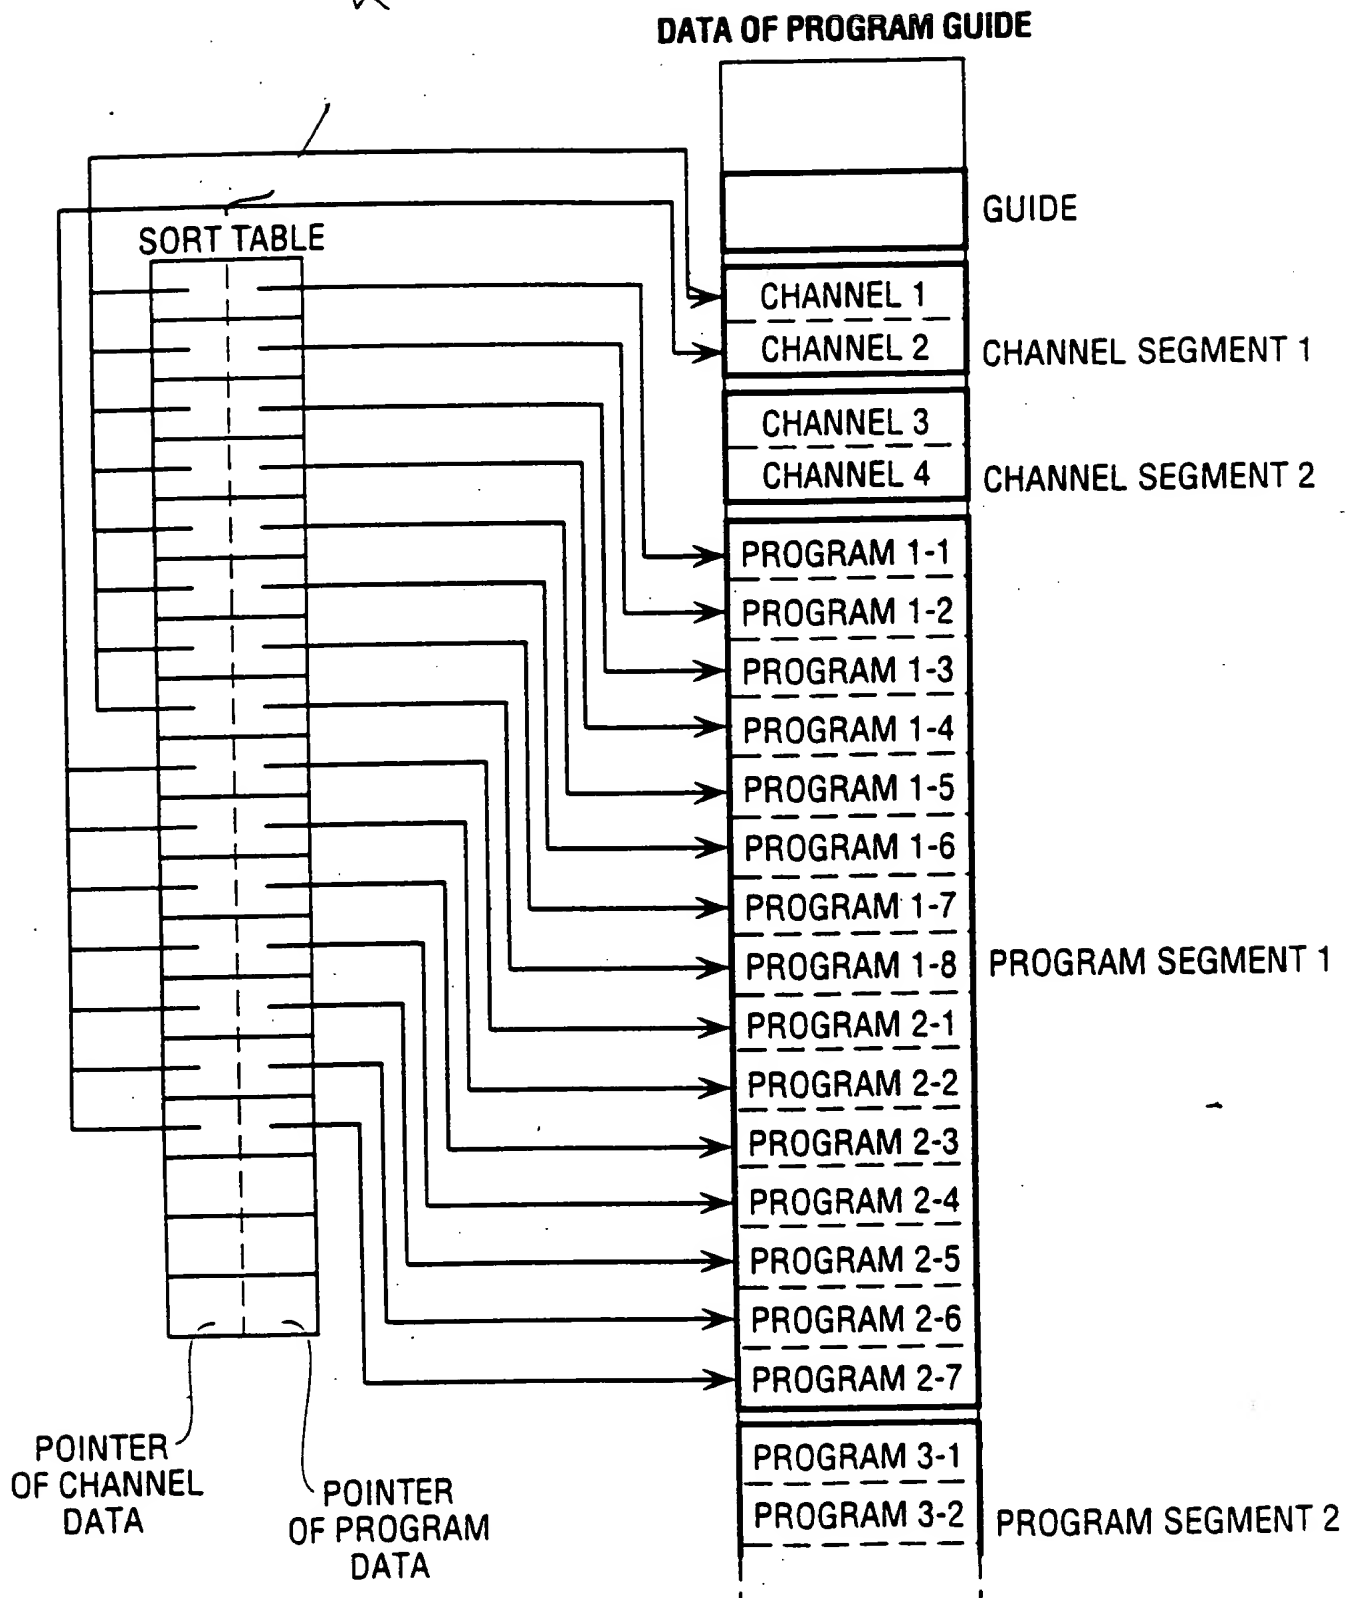 DATA OF PROGRAM GUIDE
GUIDE
SORT TABLE
CHANNEL 1
CHANNEL 2
CHANNEL SEGMENT 1
CHANNEL 3
CHANNEL 4
CHANNEL SEGMENT 2
PROGRAM 1-1
PROGRAM 1-2
PROGRAM 1-3
PROGRAM 1-4
PROGRAM 1-5
PROGRAM 1-6
PROGRAM 1-7
PROGRAM 1-8
PROGRAM SEGMENT 1
PROGRAM 2-1
PROGRAM 2-2
PROGRAM 2-3
PROGRAM 2-4
PROGRAM 2-5
PROGRAM 2-6
PROGRAM 2-7
POINTER
OF CHANNEL
DATA
POINTER
OF PROGRAM
DATA
PROGRAM 3-1
PROGRAM 3-2
PROGRAM SEGMENT 2